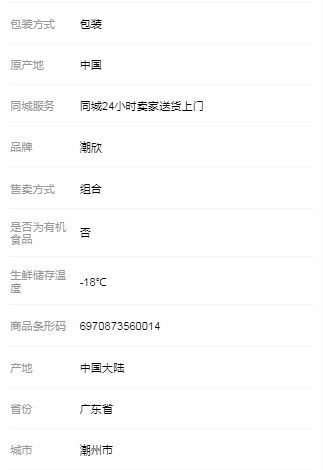 包装方式 包装
原产地 中国
同城服务 同城24小时卖家送货上门
品牌 潮欣
售卖方式 组合
是否为有机
食品 否
生鲜储存温
度 -18℃
商品条形码 6970873560014
产地 中国大陆
省份 广东省
城市 潮州市